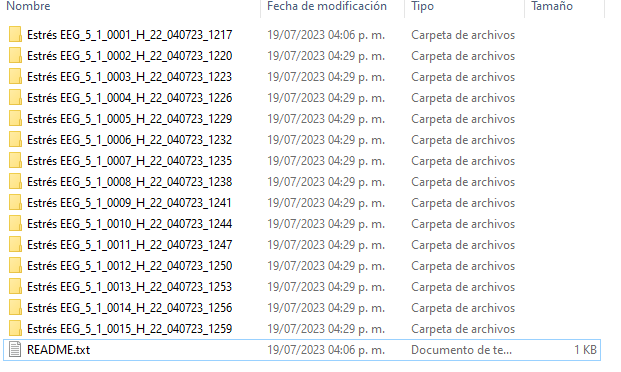 Nombre Fecha de modificación Tipo Tamaño
Estrés EEG_5_1_0001_H_22_040723_1217 19/07/2023 04:06 p. m. Carpeta de archivos
Estrés EEG_5_1_0002_H_22_040723_1220 19/07/2023 04:29 p. m. Carpeta de archivos
Estrés EEG_5_1_0003_H_22_040723_1223 19/07/2023 04:29 p. m. Carpeta de archivos
Estrés EEG_5_1_0004_H_22_040723_1226 19/07/2023 04:29 p. m. Carpeta de archivos
Estrés EEG_5_1_0005_H_22_040723_1229 19/07/2023 04:29 p. m. Carpeta de archivos
Estrés EEG_5_1_0006_H_22_040723_1232 19/07/2023 04:29 p. m. Carpeta de archivos
Estrés EEG_5_1_0007_H_22_040723_1235 19/07/2023 04:29 p. m. Carpeta de archivos
Estrés EEG_5_1_0008_H_22_040723_1238 19/07/2023 04:29 p. m. Carpeta de archivos
Estrés EEG_5_1_0009_H_22_040723_1241 19/07/2023 04:29 p. m. Carpeta de archivos
Estrés EEG_5_1_0010_H_22_040723_1244 19/07/2023 04:29 p. m. Carpeta de archivos
Estrés EEG_5_1_0011_H_22_040723_1247 19/07/2023 04:29 p. m. Carpeta de archivos
Estrés EEG_5_1_0012_H_22_040723_1250 19/07/2023 04:29 p. m. Carpeta de archivos
Estrés EEG_5_1_0013_H_22_040723_1253 19/07/2023 04:29 p. m. Carpeta de archivos
Estrés EEG_5_1_0014_H_22_040723_1256 19/07/2023 04:29 p. m. Carpeta de archivos
Estrés EEG_5_1_0015_H_22_040723_1259 19/07/2023 04:29 p. m. Carpeta de archivos
README.txt 19/07/2023 04:06 p. m. Documento de te... 1 KB